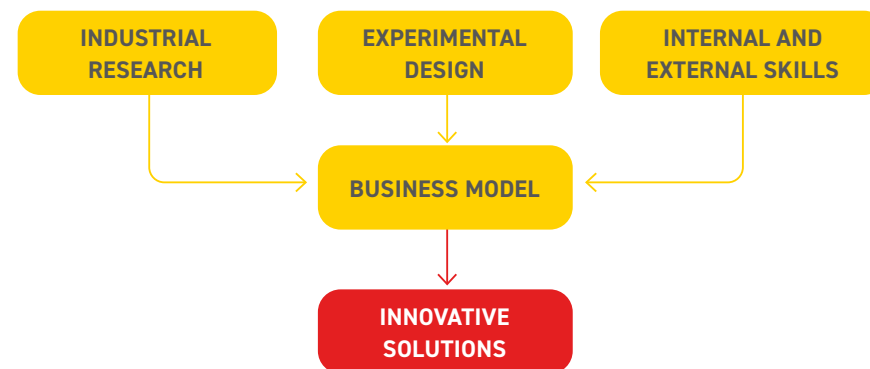 INDUSTRIAL
RESEARCH
EXPERIMENTAL
DESIGN
INTERNAL AND
EXTERNAL SKILLS
BUSINESS MODEL
INNOVATIVE
SOLUTIONS